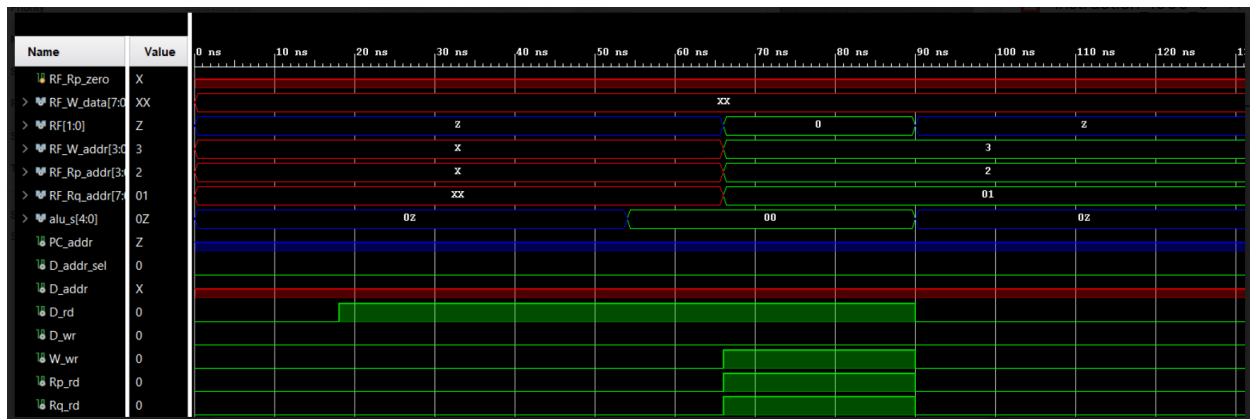 Name Value 0 ns 10 ns 20 ns 30 ns 40 ns 50 ns 60 ns 70 ns 80 ns 90 ns 100 ns 110 ns 120 ns
RF_Rp_zero X
RF_W_data[7:0 XX XX
RF[1:0] Z Z 0 Z
RF_W_addr[3:0 3 X 3
RF_Rp_addr[3:0 2 X 2
RF_Rq_addr[7:0 01 XX 01
alu_s[4:0] 0Z 0Z 00 0Z
PC_addr Z
D_addr_sel 0
D_addr X
D_rd 0
D_wr 0
W_wr 0
Rp_rd 0
Rq_rd 0